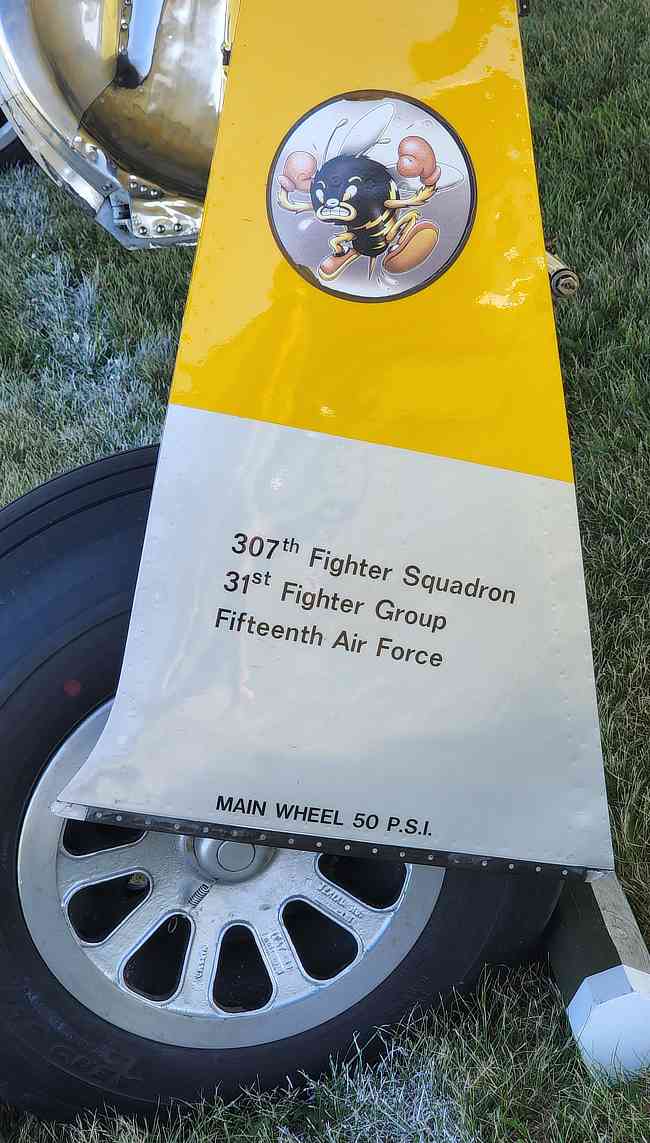 307th Fighter Squadron
31st Fighter Group
Fifteenth Air Force
MAIN WHEEL 50 P.S.I.